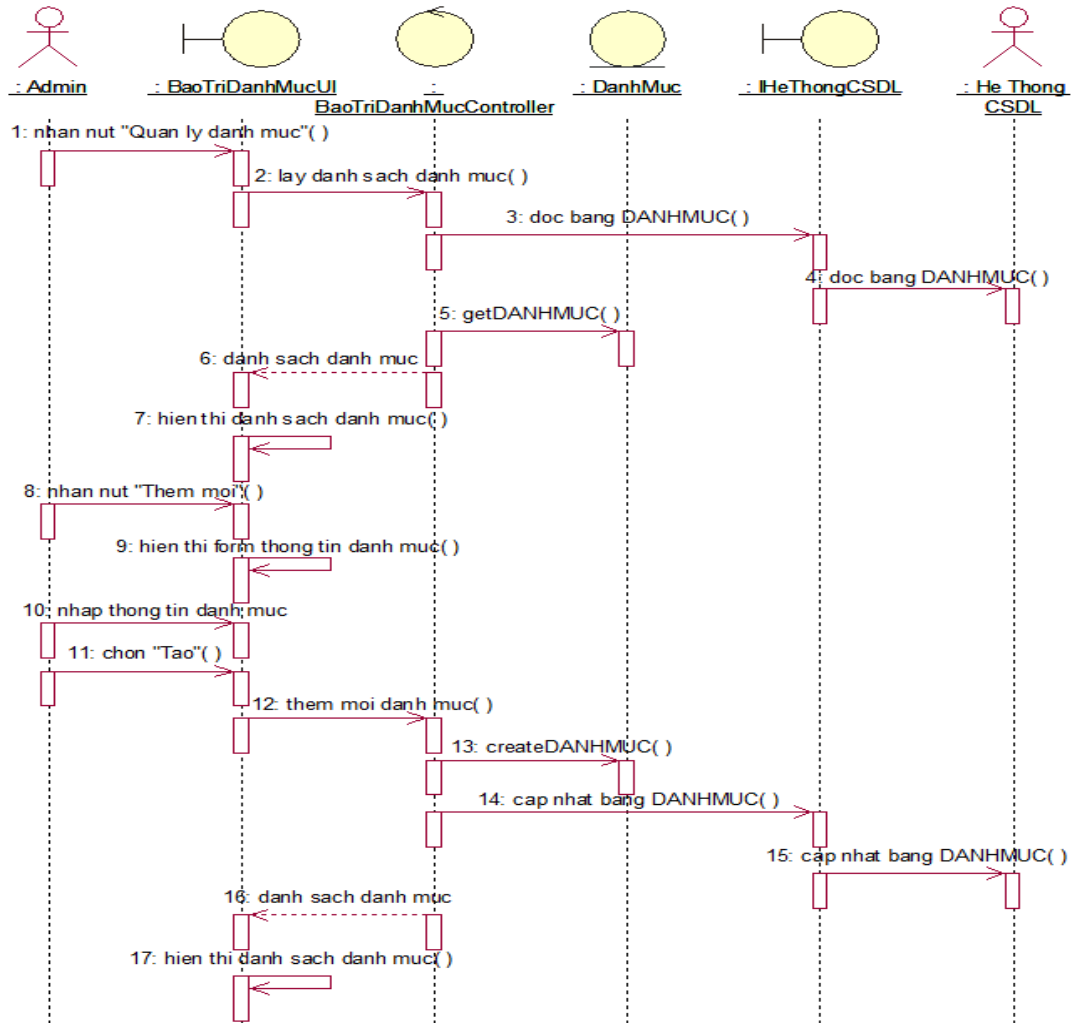 : Admin
: BaoTriDanhMucUI
:
BaoTriDanhMucController
: DanhMuc
: IHeThongCSDL
: He Thong
CSDL
1: nhan nut "Quan ly danh muc"( )
2: lay danh sach danh muc( )
3: doc bang DANHMUC( )
4: doc bang DANHMUC( )
5: getDANHMUC( )
6: danh sach danh muc
7: hien thi danh sach danh muc( )
8: nhan nut "Them moi"( )
9: hien thi form thong tin danh muc( )
10: nhap thong tin danh muc
11: chon "Tao"( )
12: them moi danh muc( )
13: createDANHMUC( )
14: cap nhat bang DANHMUC( )
15: cap nhat bang DANHMUC( )
16: danh sach danh muc
17: hien thi danh sach danh muc( )